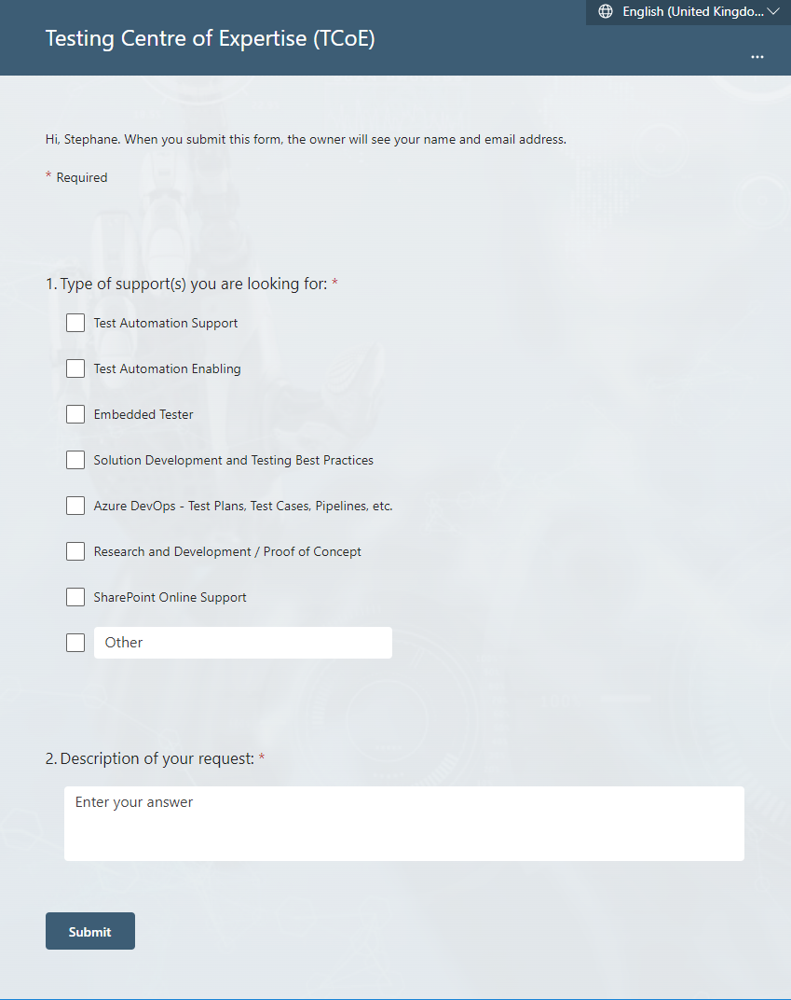 English (United Kingdo...
Testing Centre of Expertise (TCoE)
...
Hi, Stephane. When you submit this form, the owner will see your name and email address.
* Required
1. Type of support(s) you are looking for: *
Test Automation Support
Test Automation Enabling
Embedded Tester
Solution Development and Testing Best Practices
Azure DevOps - Test Plans, Test Cases, Pipelines, etc.
Research and Development / Proof of Concept
SharePoint Online Support
Other
2. Description of your request: *
Enter your answer
Submit